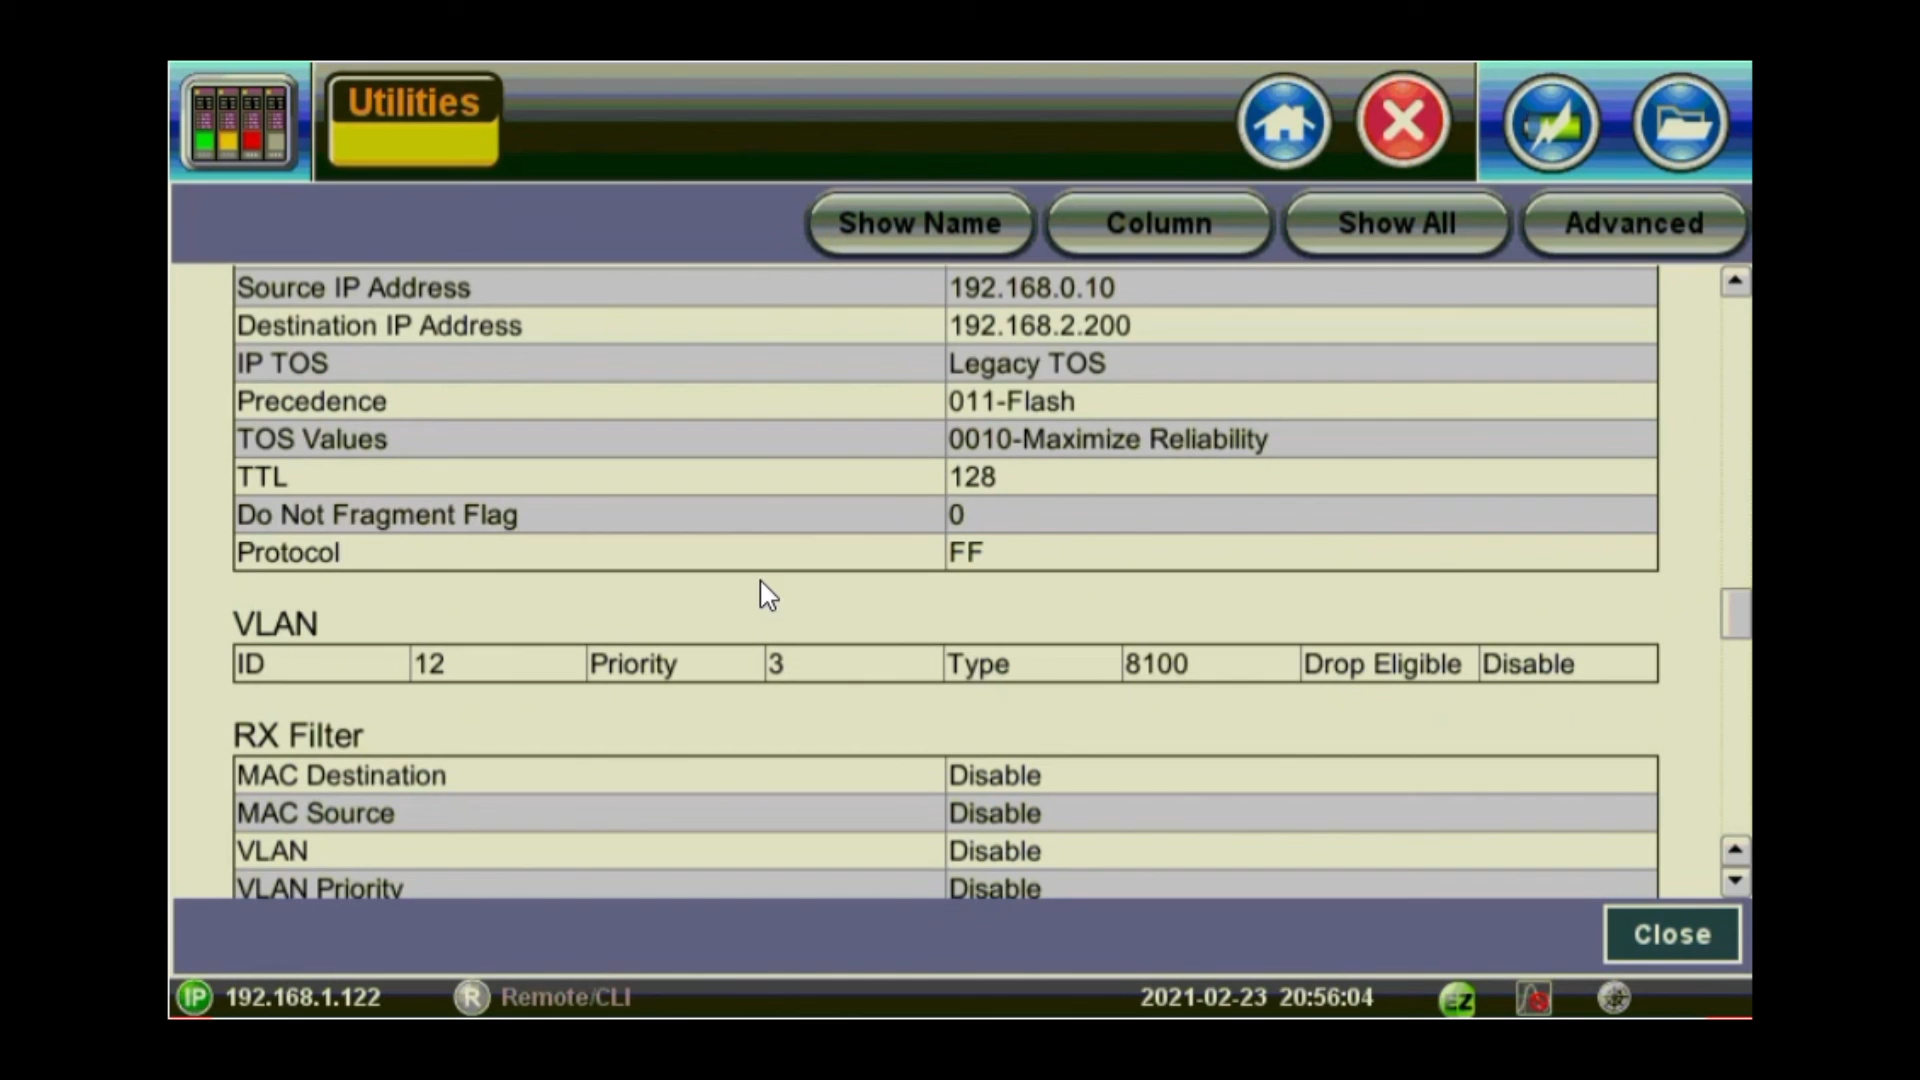 Utilities
Show Name Column Show All Advanced
Source IP Address 192.168.0.10
Destination IP Address 192.168.2.200
IP TOS Legacy TOS
Precedence 011-Flash
TOS Values 0010-Maximize Reliability
TTL 128
Do Not Fragment Flag 0
Protocol FF
VLAN
ID 12 Priority 3 Type 8100 Drop Eligible Disable
RX Filter
MAC Destination Disable
MAC Source Disable
VLAN Disable
VLAN Priority Disable
Close
IP 192.168.1.122 R Remote/CLI 2021-02-23 20:56:04 EZ